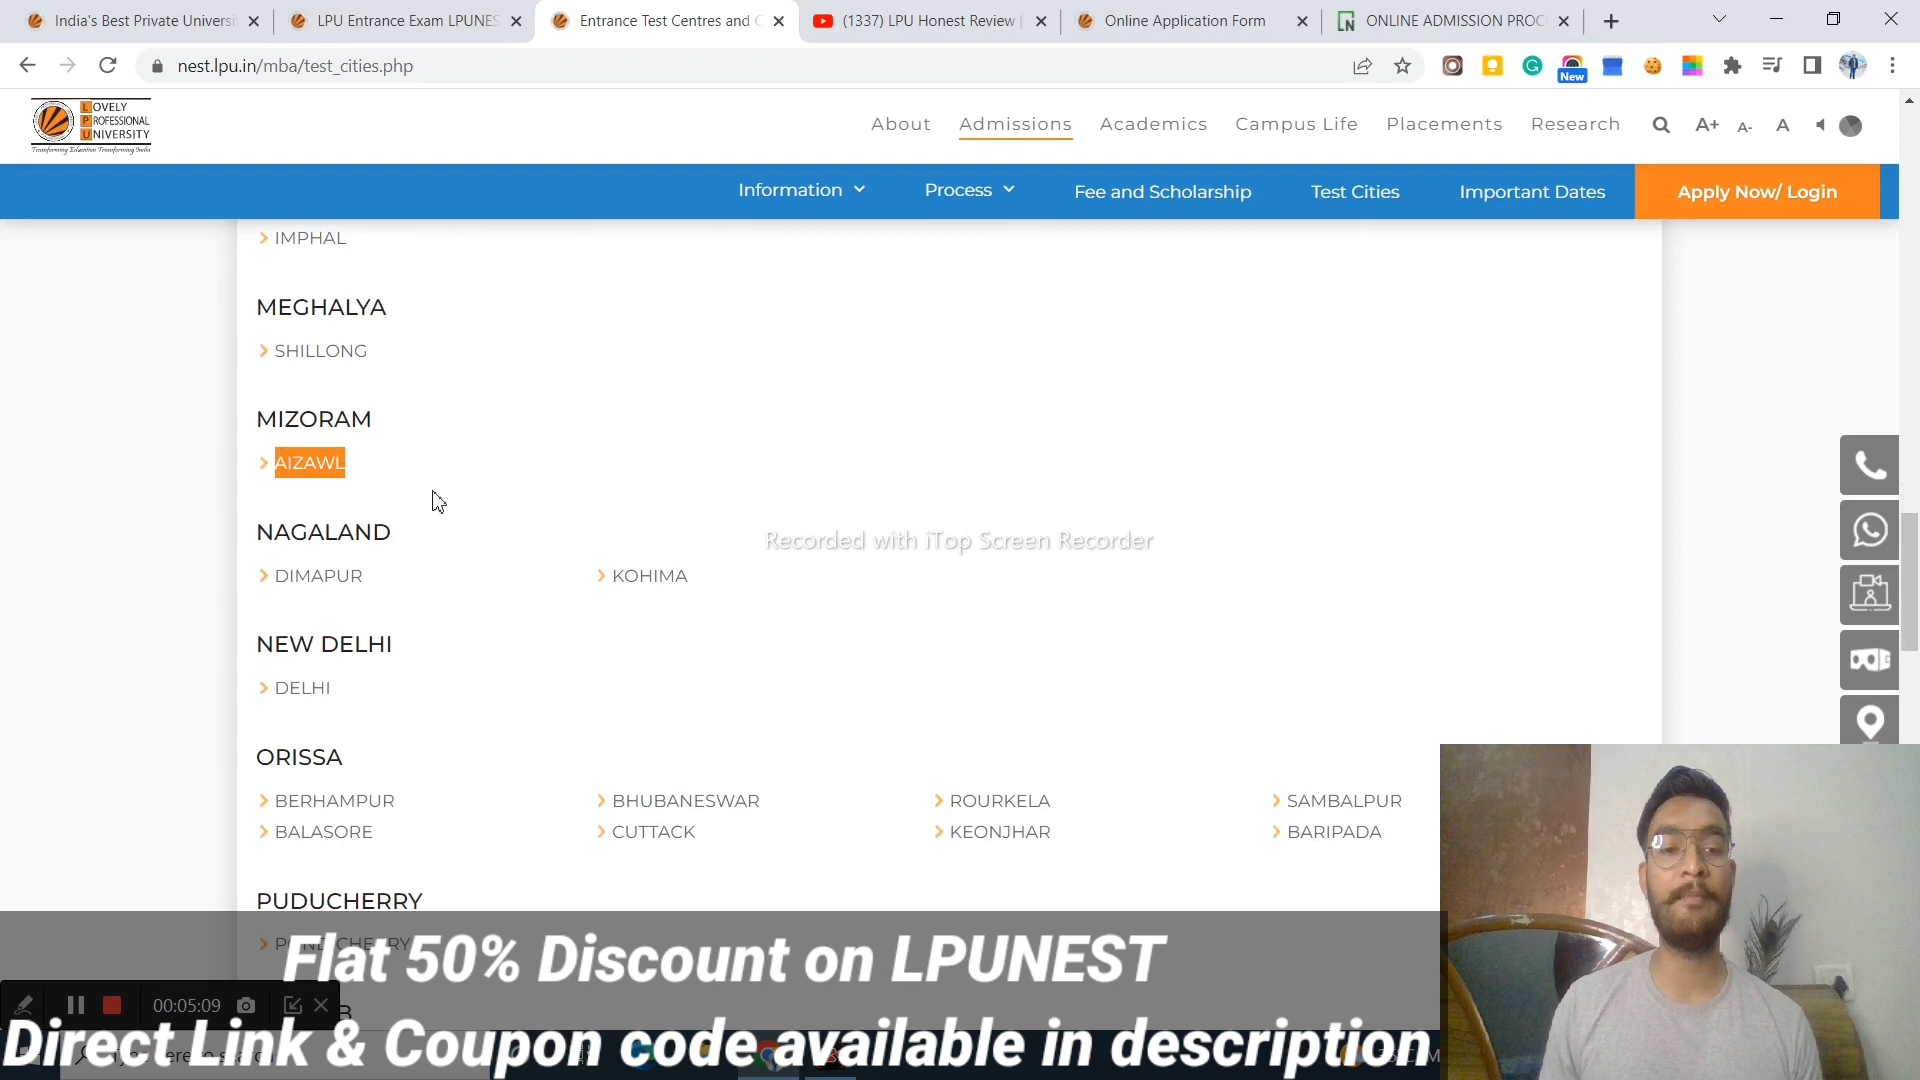 India's Best Private Universi
LPU Entrance Exam LPUNES
Entrance Test Centres and C
(1337) LPU Honest Review |
Online Application Form
ONLINE ADMISSION PROC
nest.lpu.in/mba/test_cities.php
New
LOVELY
PROFESSIONAL
UNIVERSITY
Transforming Education Transforming India
About
Admissions
Academics
Campus Life
Placements
Research
A+
A-
A
Information
Process
Fee and Scholarship
Test Cities
Important Dates
Apply Now/ Login
IMPHAL
MEGHALYA
SHILLONG
MIZORAM
AIZAWL
NAGALAND
DIMAPUR
KOHIMA
Recorded with iTop Screen Recorder
NEW DELHI
DELHI
ORISSA
BERHAMPUR
BHUBANESWAR
ROURKELA
SAMBALPUR
BALASORE
CUTTACK
KEONJHAR
BARIPADA
PUDUCHERRY
Flat 50% Discount on LPUNEST
00:05:09
Direct Link & Coupon code available in description